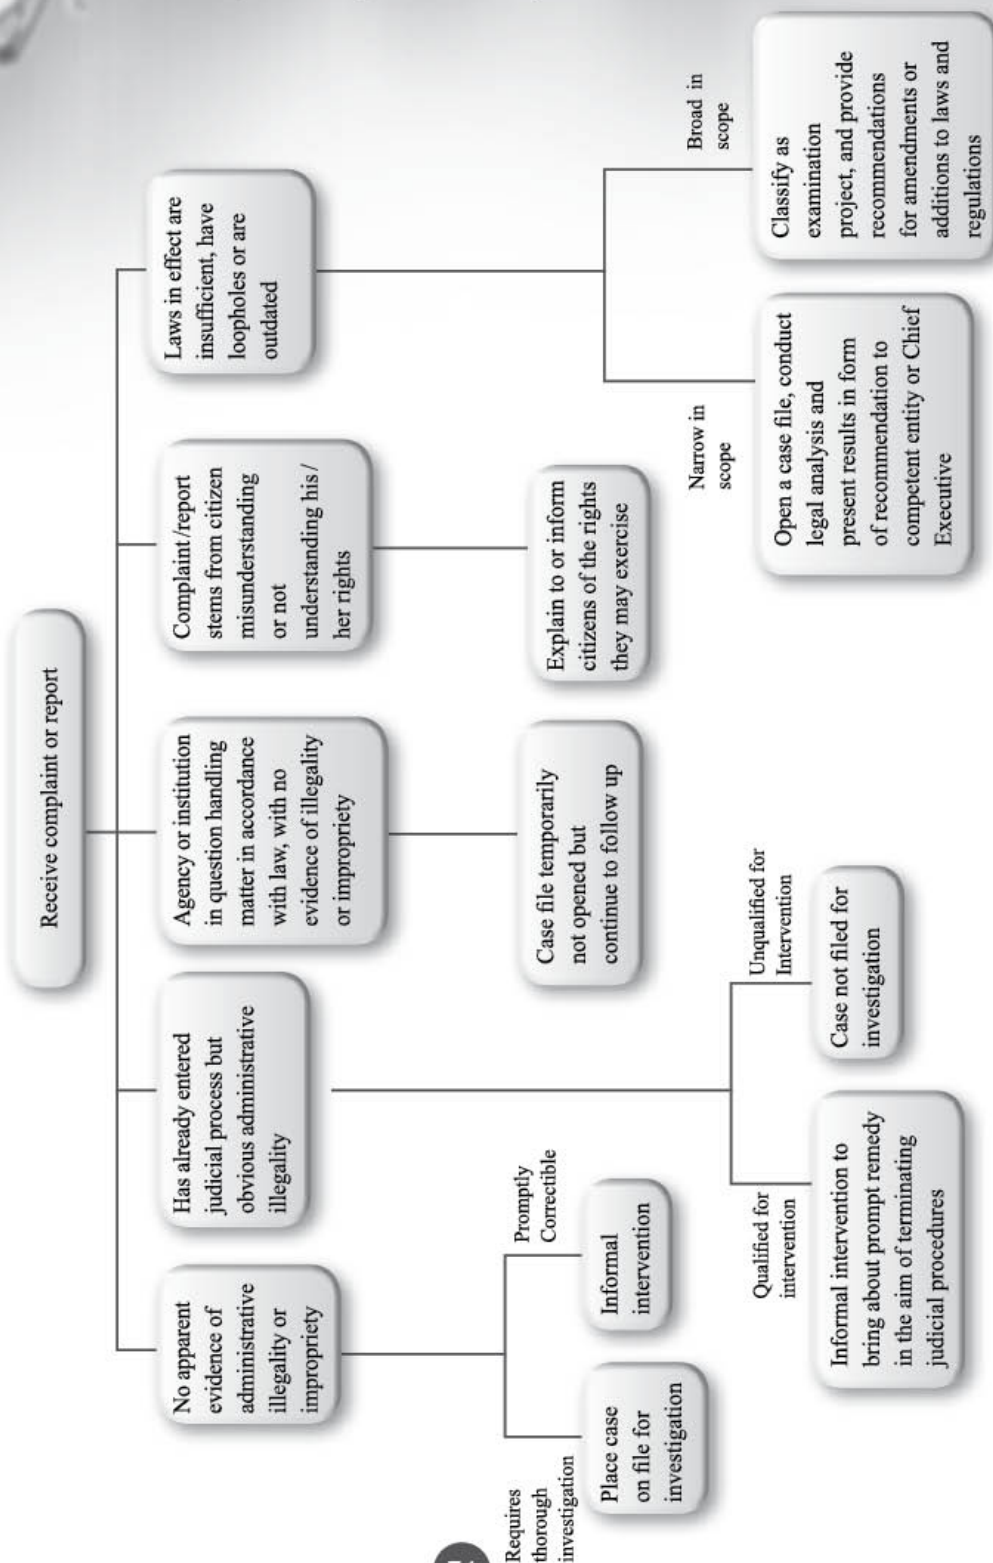 Receive complaint or report
No apparent
evidence of
administrative
illegality or
impropriety
Requires
thorough
investigation
Place case
on file for
investigation
Promptly
Correctible
Informal
intervention
Has already entered
judicial process but
obvious administrative
illegality
Qualified for
intervention
Informal intervention to
bring about prompt remedy
in the aim of terminating
judicial procedures
Unqualified for
Intervention
Case not filed for
investigation
Agency or institution
in question handling
matter in accordance
with law, with no
evidence of illegality
or impropriety
Case file temporarily
not opened but
continue to follow up
Complaint/report
stems from citizen
misunderstanding
or not
understanding his/
her rights
Explain to or inform
citizens of the rights
they may exercise
Laws in effect are
insufficient, have
loopholes or are
outdated
Narrow in
scope
Open a case file, conduct
legal analysis and
present results in form
of recommendation to
competent entity or Chief
Executive
Broad in
scope
Classify as
examination
project, and provide
recommendations
for amendments or
additions to laws and
regulations